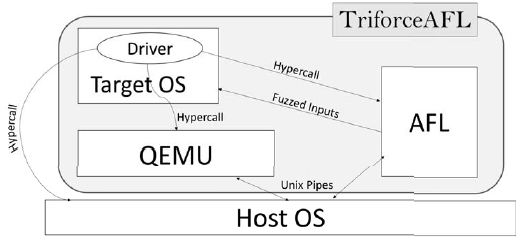 TriforceAFL
Driver
Target OS
Hypercall
Fuzzed Inputs
Hypercall
Hypercall
AFL
QEMU
Unix Pipes
Host OS